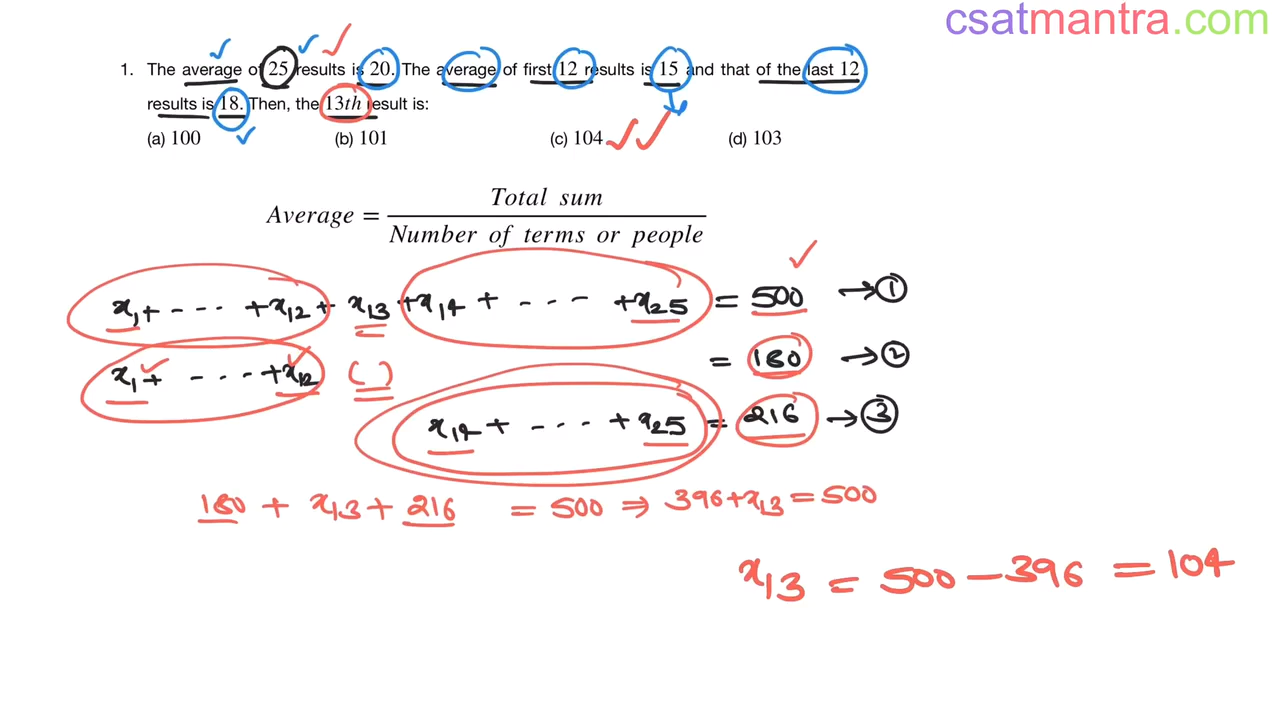 csatmantra.com
1. The average of 25 results is 20. The average of first 12 results is 15 and that of the last 12
results is 18. Then, the 13th result is:
(a) 100 (b) 101 (c) 104 (d) 103
Average = Total sum / Number of terms or people
x₁ + ---- + x₁₂ + x₁₃ + x₁₄ + ---- + x₂₅ = 500 → ①
x₁ + ---- + x₁₂ ( ) = 180 → ②
x₁₄ + ---- + x₂₅ = 216 → ③
180 + x₁₃ + 216 = 500 ⇒ 396 + x₁₃ = 500
x₁₃ = 500 − 396 = 104